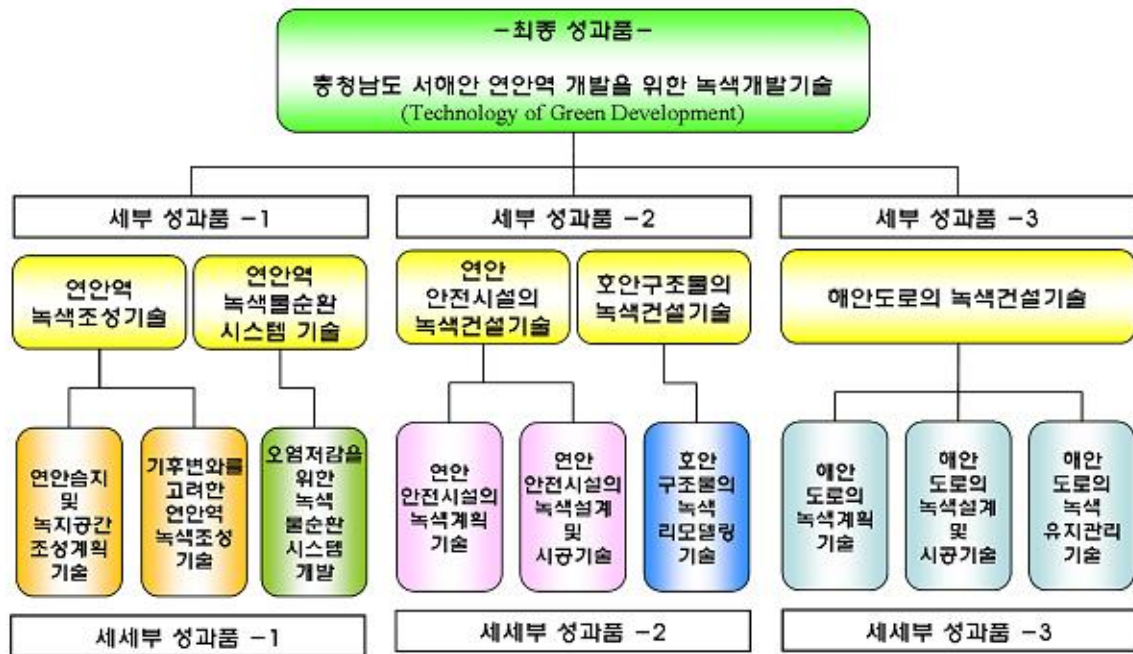 -최종 성과품-
충청남도 서해안 연안역 개발을 위한 녹색개발기술
(Technology of Green Development)
세부 성과품 -1
세부 성과품 -2
세부 성과품 -3
연안역
녹색조성기술
연안역
녹색물순환
시스템 기술
연안
안전시설의
녹색건설기술
호안구조물의
녹색건설기술
해안도로의 녹색건설기술
연안습지
및
녹지공간
조성계획
기술
기후변화를
고려한
연안역
녹색조성
기술
오염저감을
위한
녹색
물순환
시스템
개발
연안
안전시설의
녹색계획
기술
연안
안전시설의
녹색설계
및
시공기술
호안
구조물의
녹색
리모델링
기술
해안
도로의
녹색계획
기술
해안
도로의
녹색설계
및
시공기술
해안
도로의
녹색
유지관리
기술
세세부 성과품 -1
세세부 성과품 -2
세세부 성과품 -3